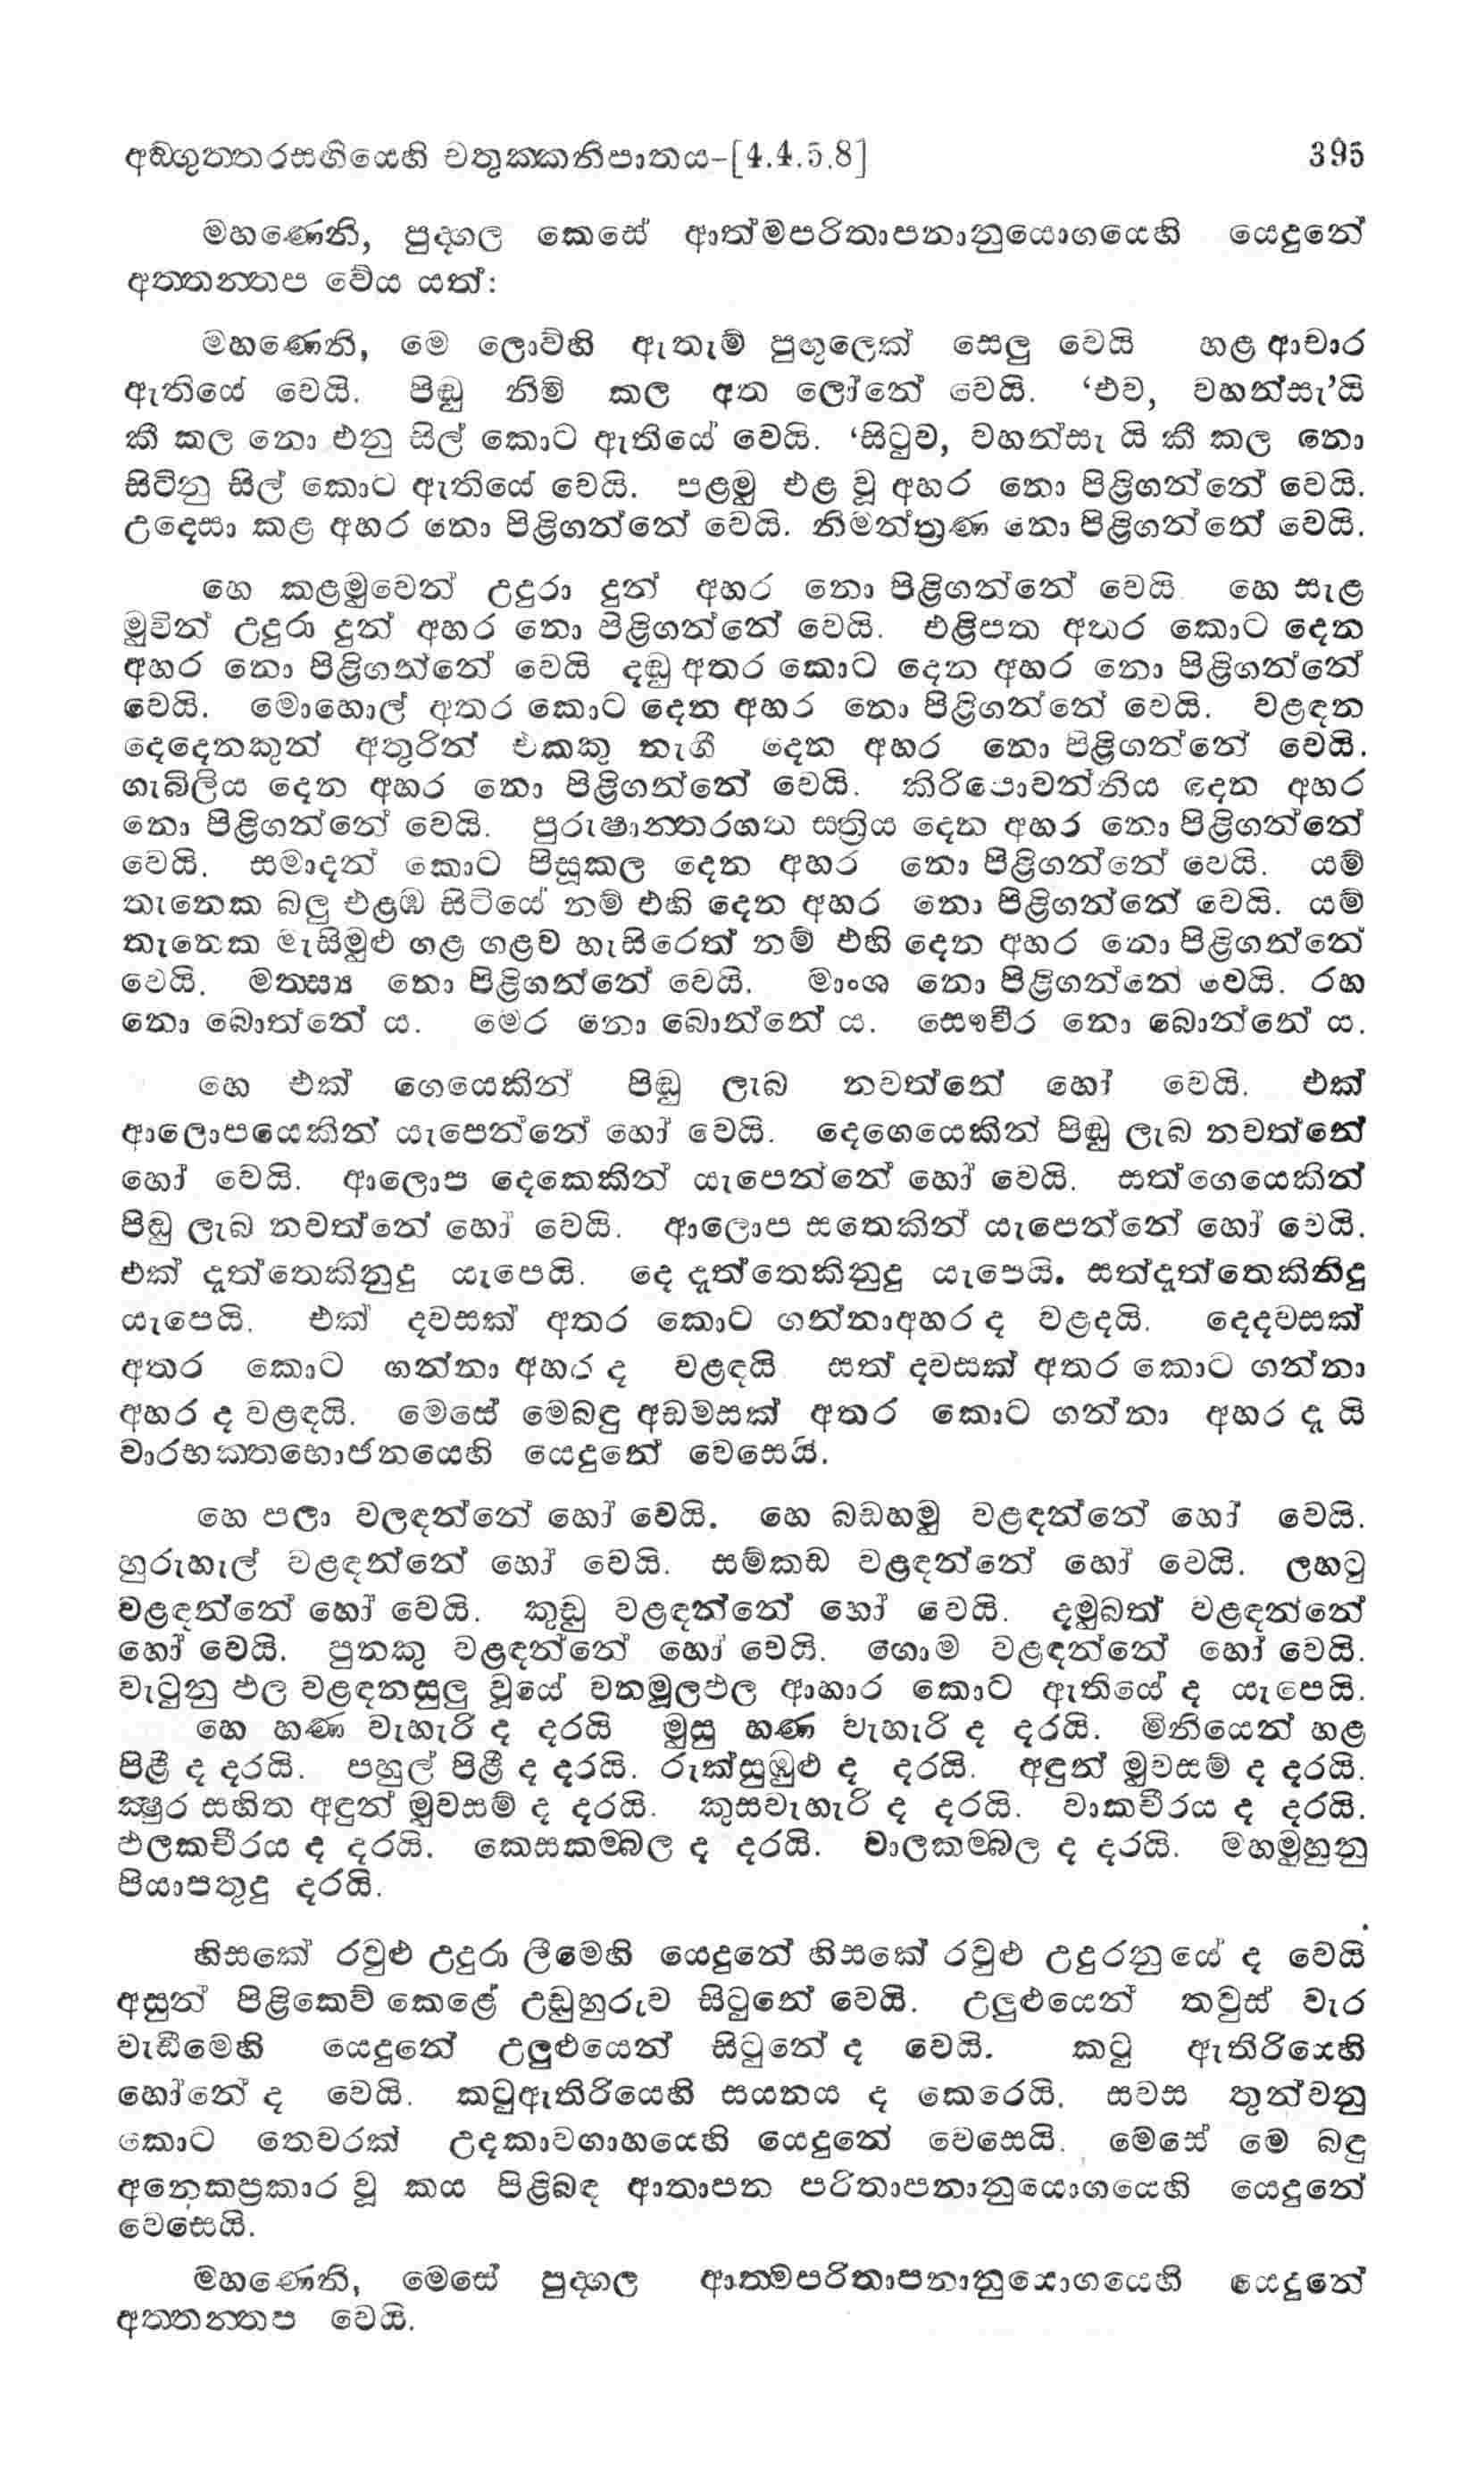 අඞ්ගුත්තරසඟියෙහි චතුක්කනිපාතය-[4.4.5.8] 395
මහණෙනි, පුද්ගල කෙසේ ආත්මපරිතාපනානුයොගයෙහි යෙදුනේ
අත්තන්තප වේය යත්:
මහණෙනි, මෙ ලොව්හි ඇතැම් පුඟුලෙක් සෙලු වෙයි හළ ආචාර
ඇතියේ වෙයි. පිඬු නිමි කල අත ලෝනේ වෙයි. ‘එව, වහන්සැ’යි
කී කල නො එනු සිල් කොට ඇතියේ වෙයි. ‘සිටුව, වහන්සැ යි කී කල නො
සිටිනු සිල් කොට ඇතියේ වෙයි. පළමු එළ වූ අහර නො පිළිගන්නේ වෙයි.
උදෙසා කළ අහර නො පිළිගන්නේ වෙයි. නිමන්ත්‍රණ නො පිළිගන්නේ වෙයි.
හෙ කළමුවෙන් උදුරා දුන් අහර නො පිළිගන්නේ වෙයි. හෙ සැළ
මුවින් උදුරා දුන් අහර නො පිළිගන්නේ වෙයි. එළිපත අතර කොට දෙන
අහර නො පිළිගන්නේ වෙයි දඬු අතර කොට දෙන අහර නො පිළිගන්නේ
වෙයි. මොහොල් අතර කොට දෙන අහර නො පිළිගන්නේ වෙයි. වළඳන
දෙදෙනකුන් අතුරින් එකකු නැගී දෙන අහර නො පිළිගන්නේ වෙයි.
ගැබිලිය දෙන අහර නො පිළිගන්නේ වෙයි. කිරිපොවන්නිය දෙන අහර
නො පිළිගන්නේ වෙයි. පුරුෂාන්තරගත ස්ත්‍රිය දෙන අහර නො පිළිගන්නේ
වෙයි. සමාදන් කොට පිසූකල දෙන අහර නො පිළිගන්නේ වෙයි. යම්
තැනෙක බලු එළඹ සිටියේ නම් එහි දෙන අහර නො පිළිගන්නේ වෙයි. යම්
තැනෙක මැසිමුළු ගළ ගළව හැසිරෙත් නම් එහි දෙන අහර නො පිළිගන්නේ
වෙයි. මත්ස්‍ය නො පිළිගන්නේ වෙයි. මාංශ නො පිළිගන්නේ වෙයි. රහ
නො බොන්නේ ය. මෙර නො බොන්නේ ය. සෞවීර නො බොන්නේ ය.
හෙ එක් ගෙයෙකින් පිඬු ලැබ නවත්නේ හෝ වෙයි. එක්
ආලොපයෙකින් යැපෙන්නේ හෝ වෙයි. දෙගෙයෙකින් පිඬු ලැබ නවත්නේ
හෝ වෙයි. ආලොප දෙකෙකින් යැපෙන්නේ හෝ වෙයි. සත්ගෙයෙකින්
පිඬු ලැබ නවත්නේ හෝ වෙයි. ආලොප සතෙකින් යැපෙන්නේ හෝ වෙයි.
එක් දෑත්තෙකිනුදු යැපෙයි. දෙ දෑත්තෙකිනුදු යැපෙයි. සත්දෑත්තෙකිනිදු
යැපෙයි. එක් දවසක් අතර කොට ගන්නාඅහර ද වළඳයි. දෙදවසක්
අතර කොට ගන්නා අහර ද වළඳයි සත් දවසක් අතර කොට ගන්නා
අහර ද වළඳයි. මෙසේ මෙබඳු අඩමසක් අතර කොට ගන්නා අහර දැ යි
වාරභක්තභොජනයෙහි යෙදුනේ වෙසෙයි.
හෙ පලා වලඳන්නේ හෝ වෙයි. හෙ බඩහමු වළඳන්නේ හෝ වෙයි.
හුරුහැල් වළඳන්නේ හෝ වෙයි. සම්කඩ වළඳන්නේ හෝ වෙයි. ලහටු
වළඳන්නේ හෝ වෙයි. කුඩු වළඳන්නේ හෝ වෙයි. දම්බත් වළඳන්නේ
හෝ වෙයි. පුනකු වළඳන්නේ හෝ වෙයි. ගොම වළඳන්නේ හෝ වෙයි.
වැටුනු ඵල වළඳනසුලු වූයේ වනමූලඵල ආහාර කොට ඇතියේ ද යැපෙයි.
හෙ හණ වැහැරි ද දරයි මුසු හණ වැහැරි ද දරයි. මිනියෙන් හළ
පිළී ද දරයි. පහුල් පිළී ද දරයි. රුක්සුඹුළු ද දරයි. අඳුන් මුවසම් ද දරයි.
ක්‍ෂුර සහිත අඳුන් මුවසම් ද දරයි. කුසවැහැරි ද දරයි. වාකචීරය ද දරයි.
ඵලකචීරය ද දරයි. කෙසකම්බල ද දරයි. වාලකම්බල ද දරයි. මහමුහුනු
පියාපතුදු දරයි.
හිසකේ රවුළු උදුරා ලීමෙහි යෙදුනේ හිසකේ රවුළු උදුරනුයේ ද වෙයි
අසුන් පිළිකෙව් කෙළේ උඩුහුරුව සිටුනේ වෙයි. උලුළුයෙන් තවුස් වැර
වැඩීමෙහි යෙදුනේ උලුළුයෙන් සිටුනේ ද වෙයි. කටු ඇතිරියෙහි
හෝනේ ද වෙයි. කටුඇතිරියෙහි සයනය ද කෙරෙයි. සවස තුන්වනු
කොට තෙවරක් උදකාවගාහයෙහි යෙදුනේ වෙසෙයි. මෙසේ මෙ බඳු
අනෙකප්‍රකාර වූ කය පිළිබඳ ආතාපන පරිතාපනානුයොගයෙහි යෙදුනේ
වෙසෙයි.
මහණෙනි, මෙසේ පුද්ගල ආත්මපරිතාපනානුයොගයෙහි යෙදුනේ
අත්තන්තප වෙයි.